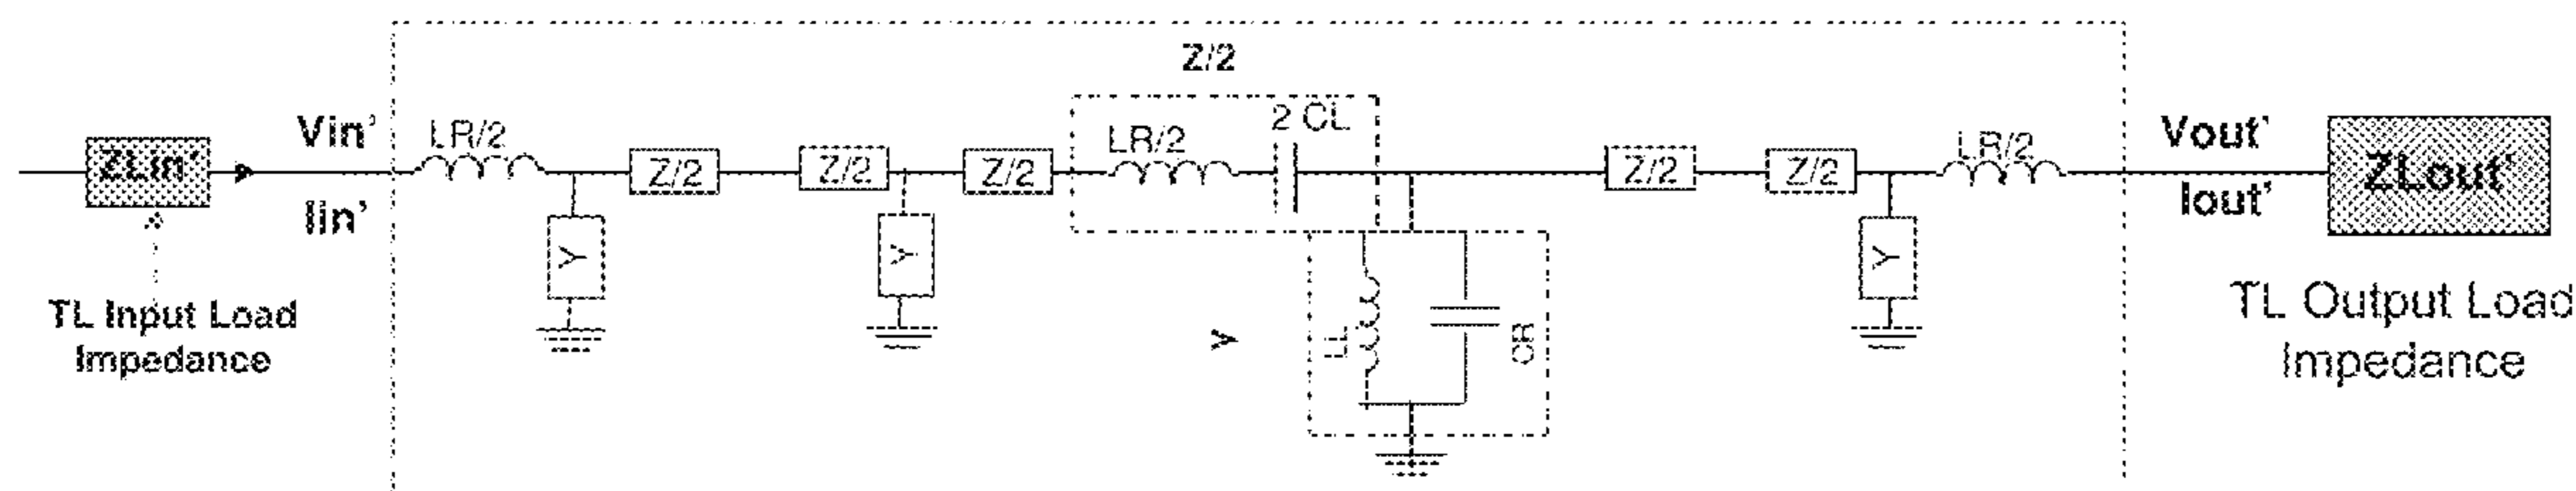 Z/2
ZLin'
Vin'
Iin'
LR/2
Z/2
Z/2
Z/2
LR/2
2 CL
Z/2
Z/2
LR/2
Vout'
Iout'
ZLout'
Y
Y
Y
LL
CR
Y
TL Input Load
Impedance
TL Output Load
Impedance